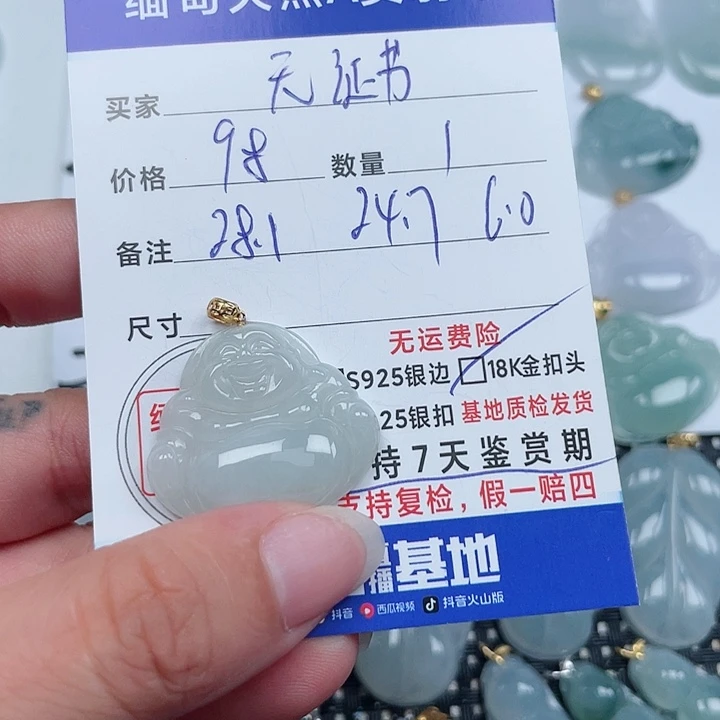 缅甸天然A货翡
买家 无证书
价格 98 数量 1
备注 28.1 24.7 6.0
尺寸
无运费险
S925银边 18K金扣头
25银扣 基地质检发货
持7天鉴赏期
支持复检，假一赔四
播基地
抖音 西瓜视频 抖音火山版